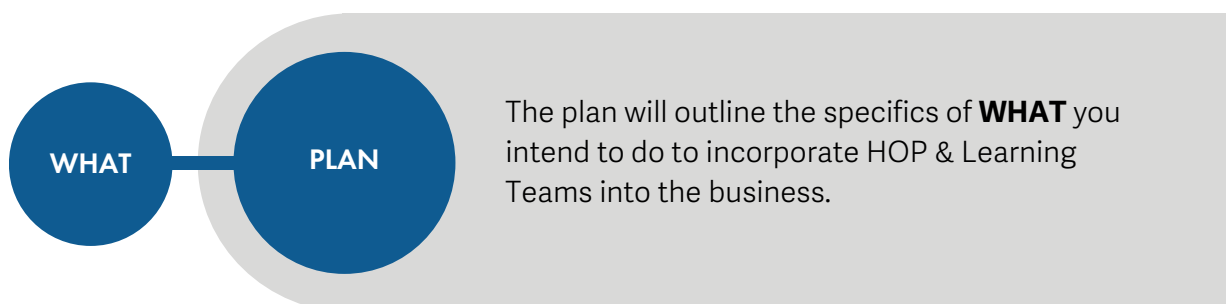 WHAT
PLAN
The plan will outline the specifics of WHAT you
intend to do to incorporate HOP & Learning
Teams into the business.